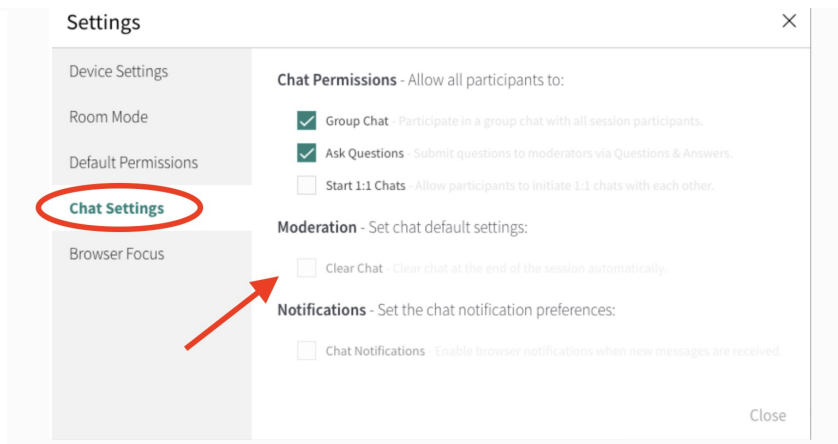 Settings
Device Settings
Room Mode
Default Permissions
Chat Settings
Browser Focus
Chat Permissions - Allow all participants to:
Group Chat - Participate in a group chat with all session participants.
Ask Questions - Submit questions to moderators via Questions & Answers.
Start 1:1 Chats - Allow participants to initiate 1:1 chats with each other.
Moderation - Set chat default settings:
Clear Chat - Clear chat at the end of the session automatically.
Notifications - Set the chat notification preferences:
Chat Notifications - Enable browser notifications when new messages are received.
Close